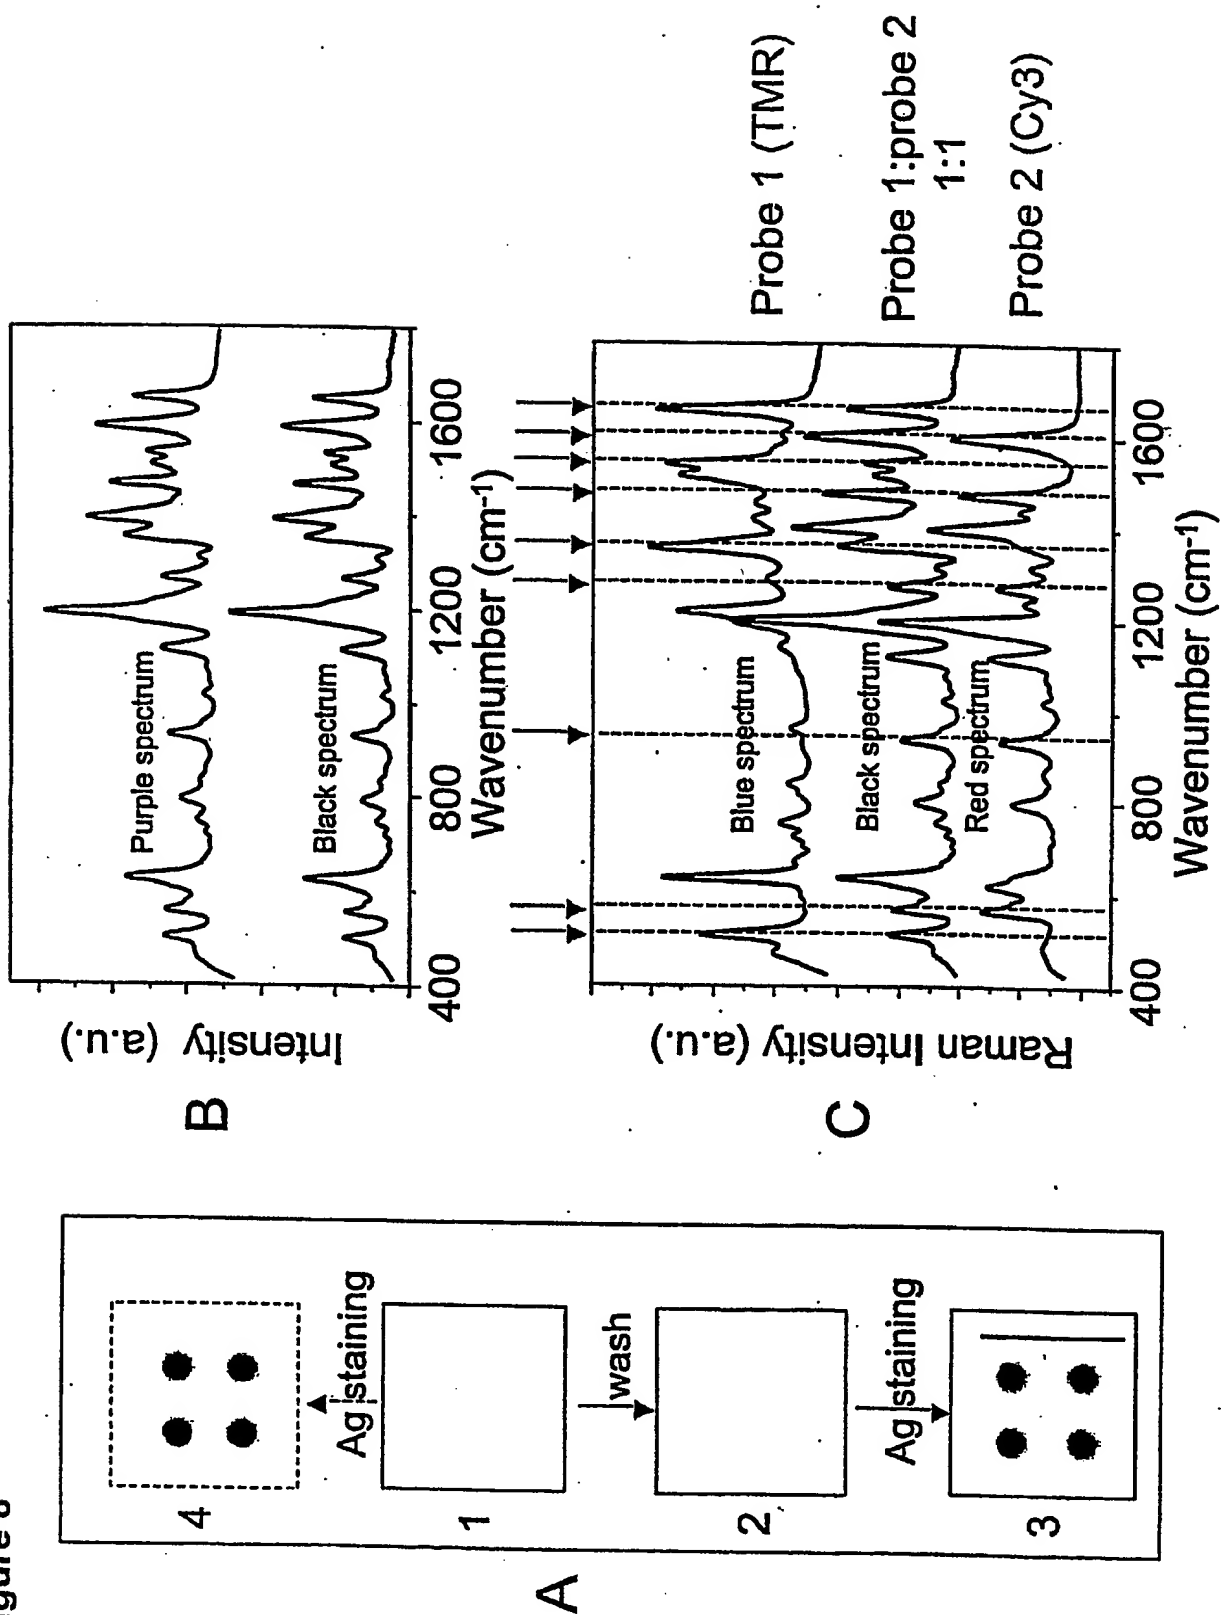 gure 8
A
4
Ag staining
1
wash
2
Ag staining
3
B
Intensity (a.u.)
Purple spectrum
Black spectrum
400
800
1200
1600
Wavenumber (cm-1)
C
Raman Intensity (a.u.)
Blue spectrum
Black spectrum
Red spectrum
Probe 1 (TMR)
Probe 1:probe 2
1:1
Probe 2 (Cy3)
400
800
1200
1600
Wavenumber (cm-1)